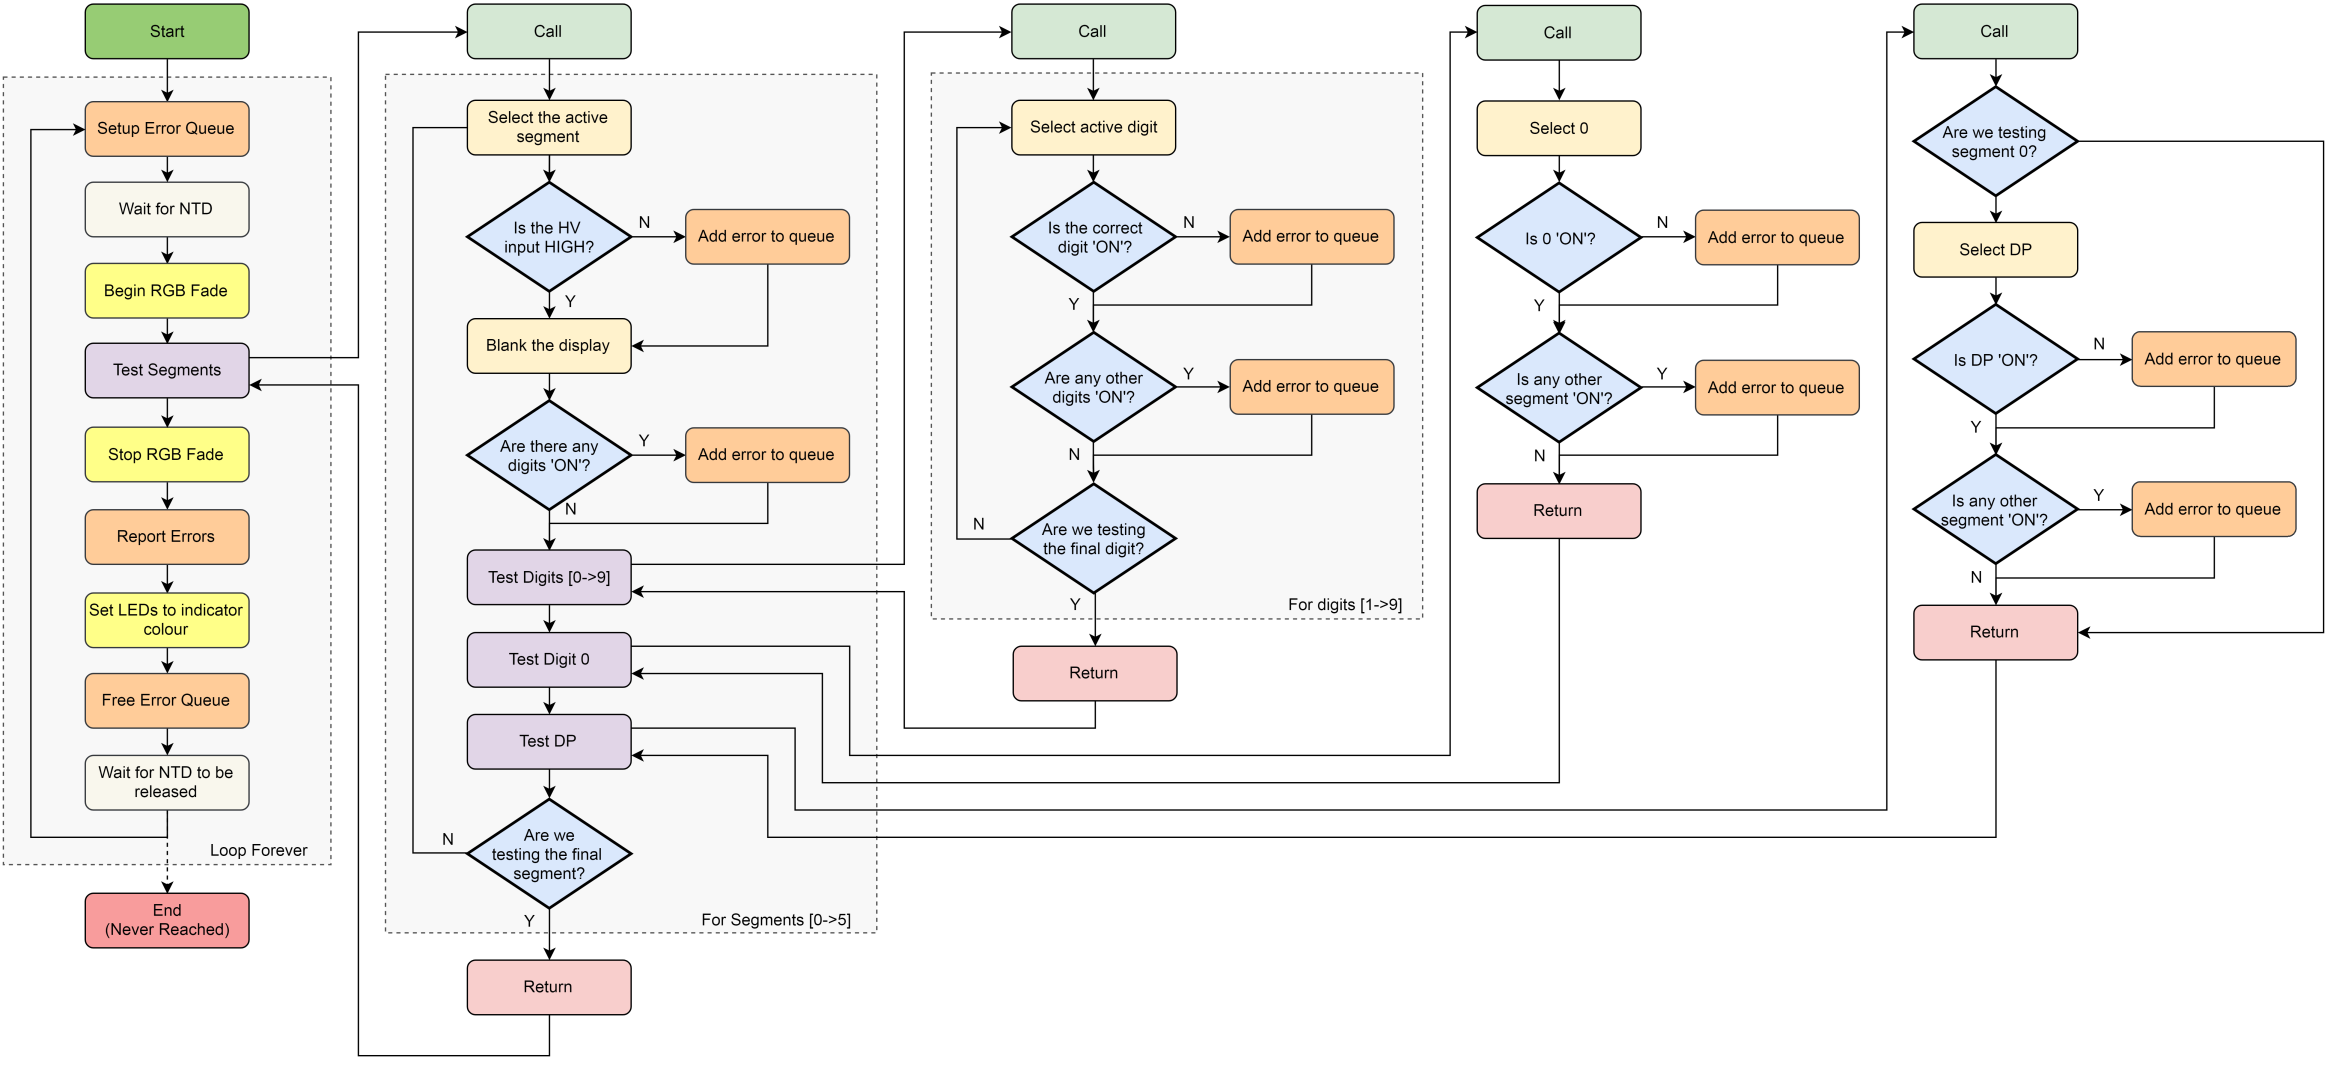 Start
Setup Error Queue
Wait for NTD
Begin RGB Fade
Test Segments
Stop RGB Fade
Report Errors
Set LEDs to indicator
colour
Free Error Queue
Wait for NTD to be
released
Loop Forever
End
(Never Reached)
Call
Select the active
segment
Is the HV
input HIGH?
N
Add error to queue
Y
Blank the display
Are there any
digits 'ON'?
Y
Add error to queue
N
Test Digits [0->9]
Test Digit 0
Test DP
Are we
testing the final
segment?
N
Y
For Segments [0->5]
Return
Call
Select active digit
Is the correct
digit 'ON'?
N
Add error to queue
Y
Are any other
digits 'ON'?
Y
Add error to queue
N
Are we testing
the final digit?
N
Y
For digits [1->9]
Return
Call
Select 0
Is 0 'ON'?
N
Add error to queue
Y
Is any other
segment 'ON'?
Y
Add error to queue
N
Return
Call
Are we testing
segment 0?
Select DP
Is DP 'ON'?
N
Add error to queue
Y
Is any other
segment 'ON'?
Y
Add error to queue
N
Return